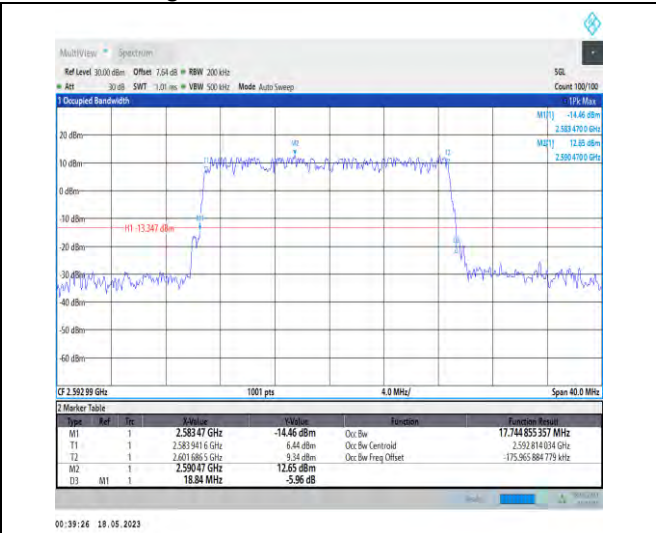 MultiView Spectrum
Ref Level 30.00 dBm Offset 7.64 dB RBW 200 kHz SGL
Att 30 dB SWT 1.01 ms VBW 500 kHz Mode Auto Sweep Count 100/100
1 Occupied Bandwidth 1Pk Max
M1[1] -14.46 dBm
2.583 470 0 GHz
20 dBm
M2[1] 12.65 dBm
2.590 470 0 GHz
M2
T1
T2
10 dBm
0 dBm
-10 dBm
H1 -13.347 dBm
-20 dBm
-30 dBm
-40 dBm
-50 dBm
-60 dBm
CF 2.592 99 GHz 1001 pts 4.0 MHz/ Span 40.0 MHz
2 Marker Table
Type Ref Trc X-Value Y-Value Function Function Result
M1 1 2.583 47 GHz -14.46 dBm Occ Bw 17.744 855 357 MHz
T1 1 2.583 941 6 GHz 6.44 dBm Occ Bw Centroid 2.592 814 034 GHz
T2 1 2.601 686 5 GHz 9.34 dBm Occ Bw Freq Offset -175.965 884 779 kHz
M2 1 2.590 47 GHz 12.65 dBm
D3 M1 1 18.84 MHz -5.96 dB
00:39:26 18.05.2023